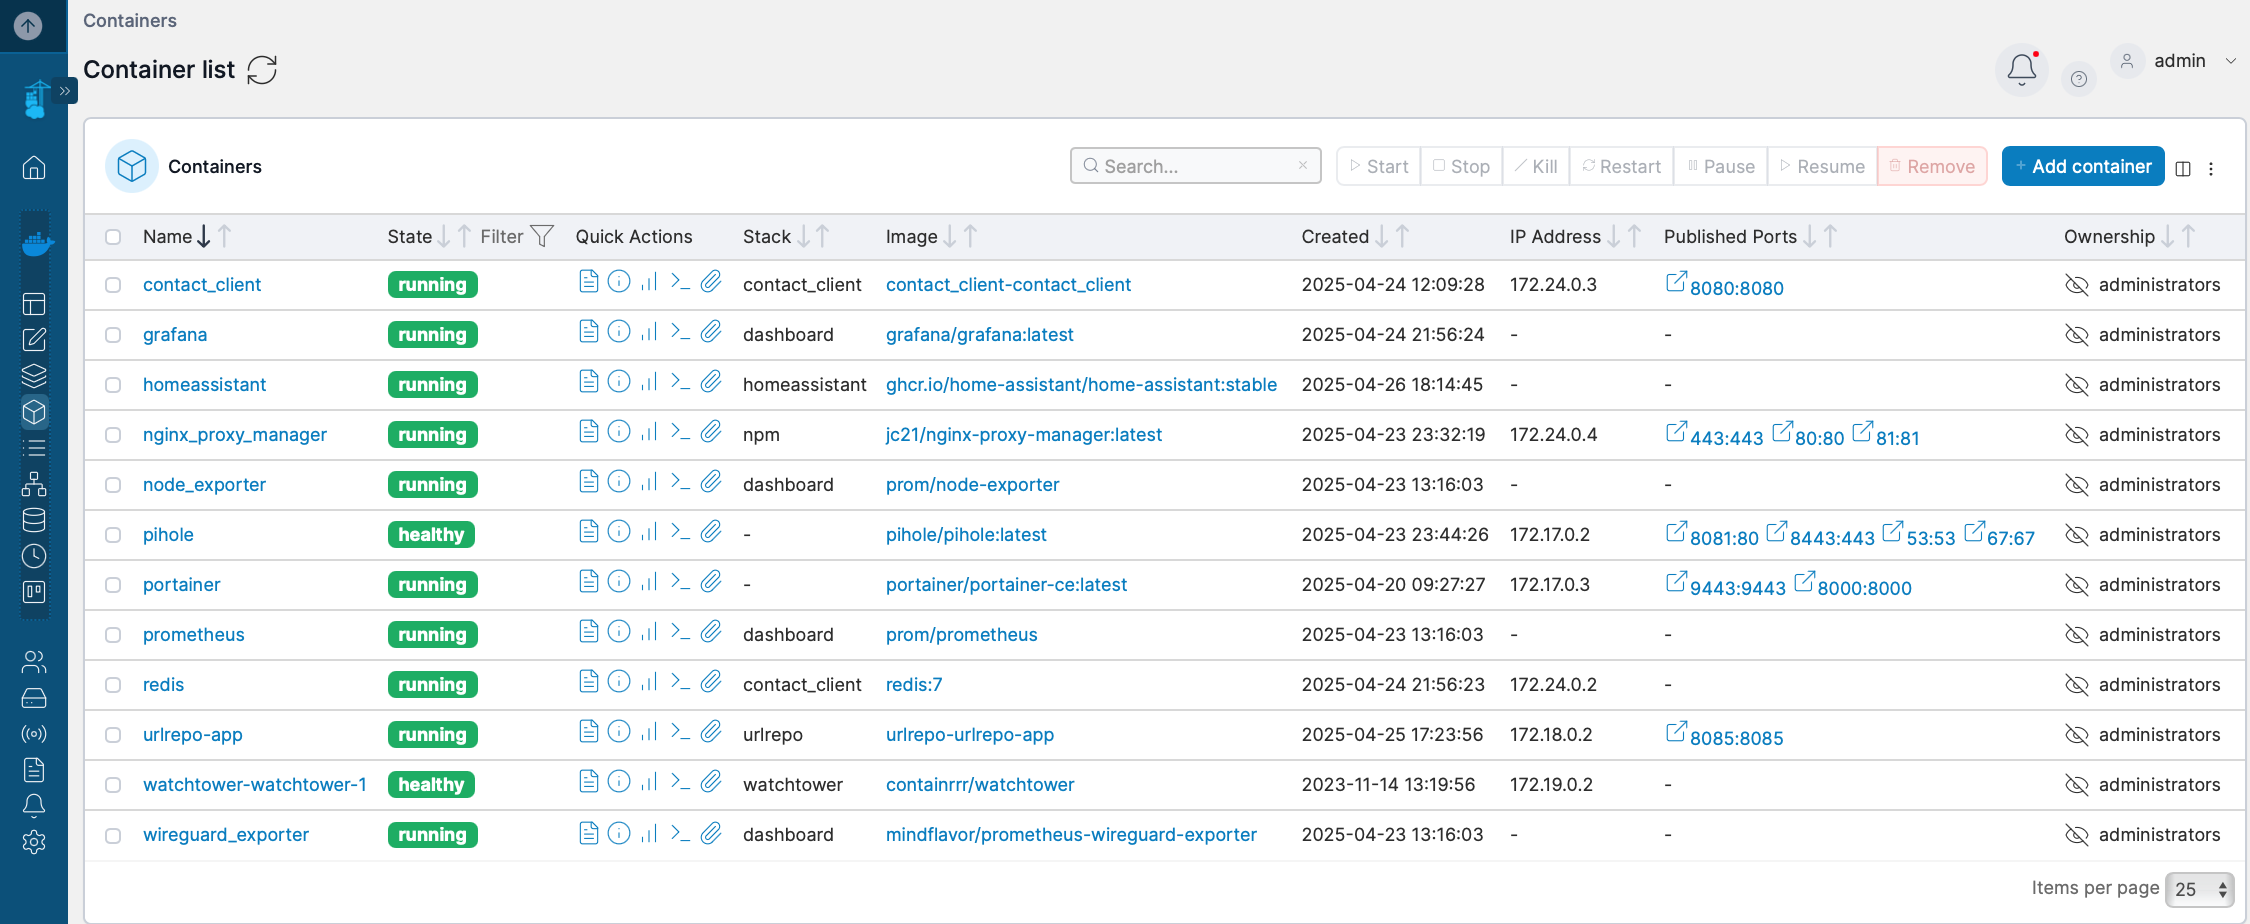 Containers
Container list
admin
Containers
Search... Start Stop Kill Restart Pause Resume Remove + Add container
Name State Filter Quick Actions Stack Image Created IP Address Published Ports Ownership
contact_client running contact_client contact_client-contact_client 2025-04-24 12:09:28 172.24.0.3 8080:8080 administrators
grafana running dashboard grafana/grafana:latest 2025-04-24 21:56:24 - - administrators
homeassistant running homeassistant ghcr.io/home-assistant/home-assistant:stable 2025-04-26 18:14:45 - - administrators
nginx_proxy_manager running npm jc21/nginx-proxy-manager:latest 2025-04-23 23:32:19 172.24.0.4 443:443 80:80 81:81 administrators
node_exporter running dashboard prom/node-exporter 2025-04-23 13:16:03 - - administrators
pihole healthy - pihole/pihole:latest 2025-04-23 23:44:26 172.17.0.2 8081:80 8443:443 53:53 67:67 administrators
portainer running - portainer/portainer-ce:latest 2025-04-20 09:27:27 172.17.0.3 9443:9443 8000:8000 administrators
prometheus running dashboard prom/prometheus 2025-04-23 13:16:03 - - administrators
redis running contact_client redis:7 2025-04-24 21:56:23 172.24.0.2 - administrators
urlrepo-app running urlrepo urlrepo-urlrepo-app 2025-04-25 17:23:56 172.18.0.2 8085:8085 administrators
watchtower-watchtower-1 healthy watchtower containrrr/watchtower 2023-11-14 13:19:56 172.19.0.2 - administrators
wireguard_exporter running dashboard mindflavor/prometheus-wireguard-exporter 2025-04-23 13:16:03 - - administrators
Items per page 25